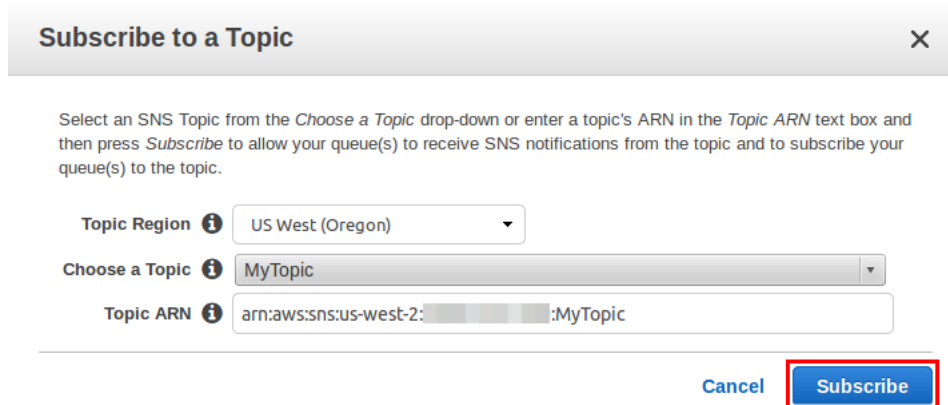 Subscribe to a Topic
Select an SNS Topic from the Choose a Topic drop-down or enter a topic's ARN in the Topic ARN text box and
then press Subscribe to allow your queue(s) to receive SNS notifications from the topic and to subscribe your
queue(s) to the topic.
Topic Region US West (Oregon)
Choose a Topic MyTopic
Topic ARN arn:aws:sns:us-west-2: :MyTopic
Cancel Subscribe